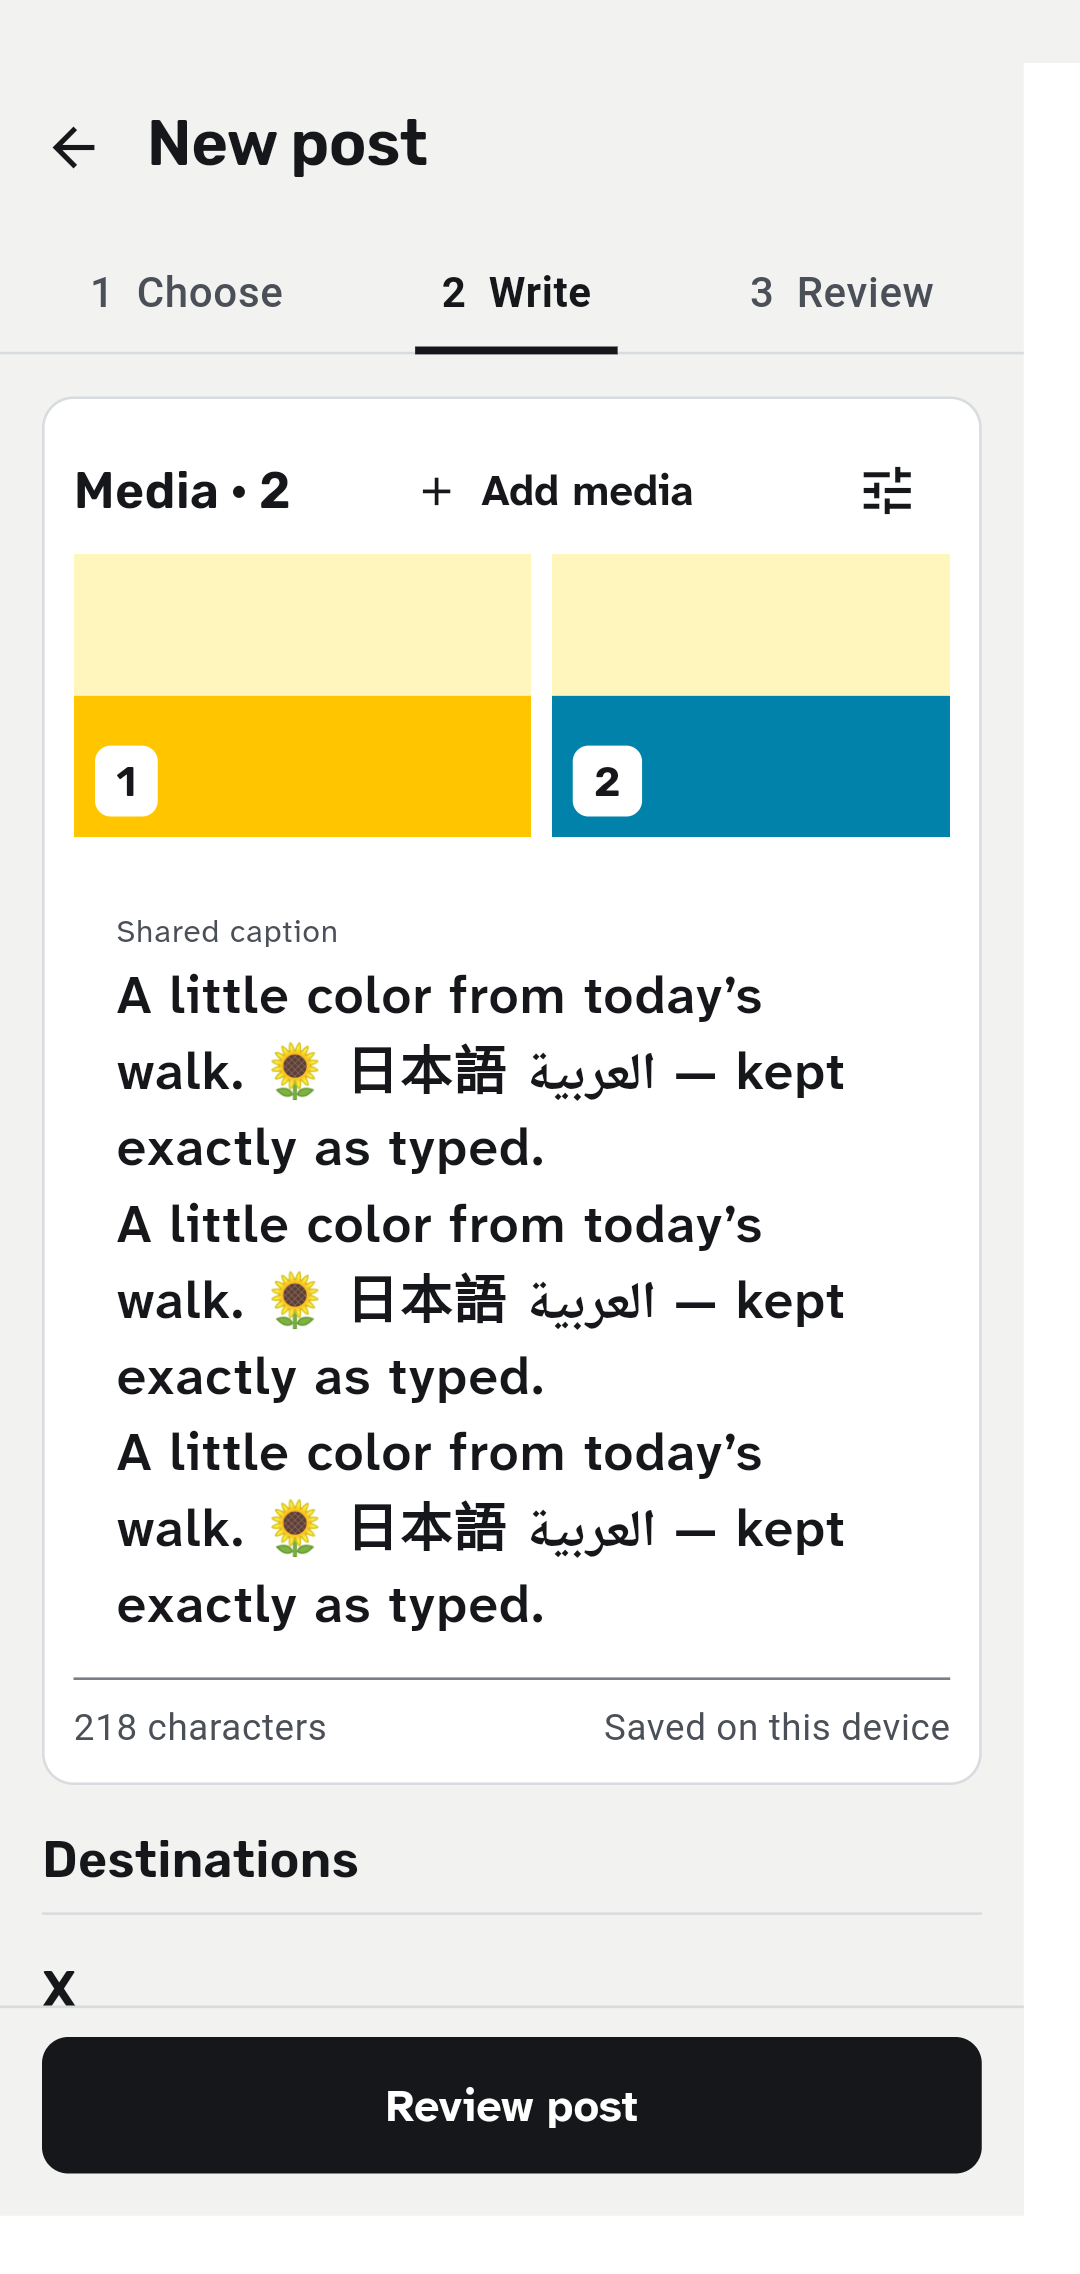 New post
1 Choose
2 Write
3 Review
Media • 2
+ Add media
1
2
Shared caption
A little color from today’s
walk. 🌻 日本語 العربية — kept
exactly as typed.
A little color from today’s
walk. 🌻 日本語 العربية — kept
exactly as typed.
A little color from today’s
walk. 🌻 日本語 العربية — kept
exactly as typed.
218 characters
Saved on this device
Destinations
X
Review post